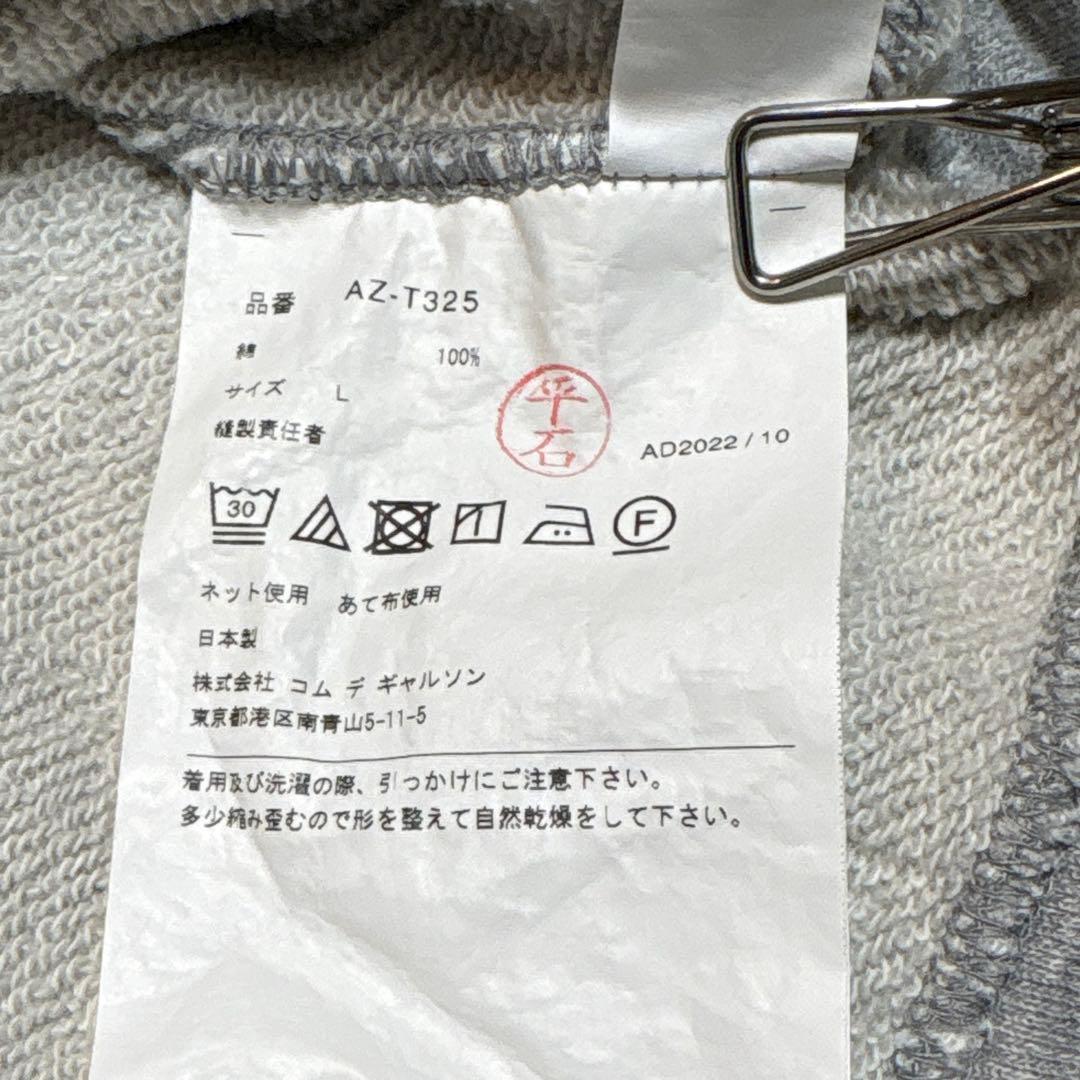 品番 AZ-T325
綿 100%
サイズ L
縫製責任者 平石 AD2022/10
30 F
ネット使用 あて布使用
日本製
株式会社 コム デ ギャルソン
東京都港区南青山5-11-5
着用及び洗濯の際、引っかけにご注意下さい。
多少縮み歪むので形を整えて自然乾燥をして下さい。